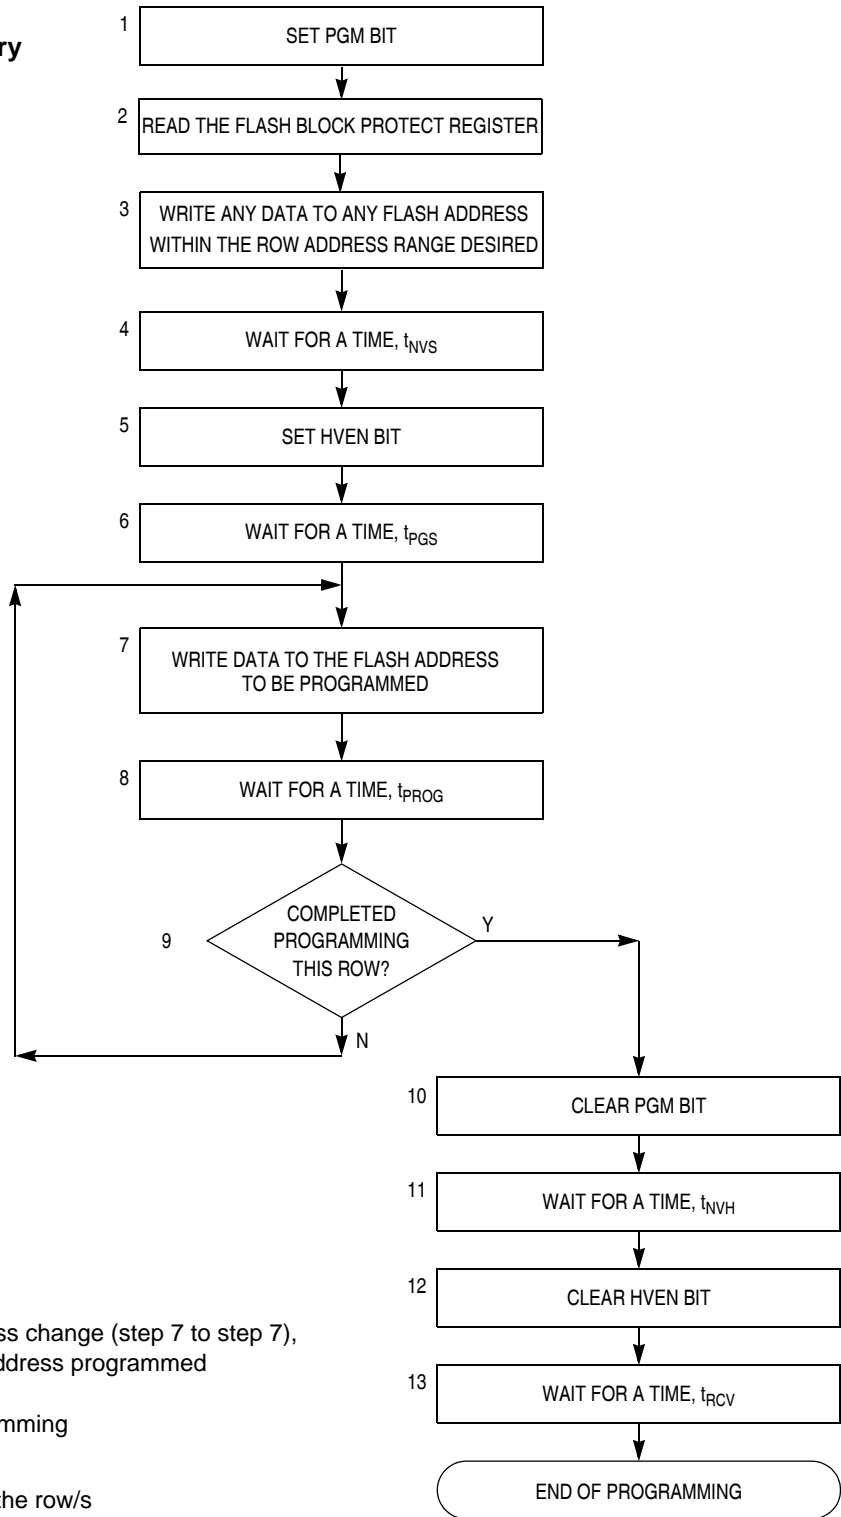 ry
1
SET PGM BIT
2
READ THE FLASH BLOCK PROTECT REGISTER
3
WRITE ANY DATA TO ANY FLASH ADDRESS
WITHIN THE ROW ADDRESS RANGE DESIRED
4
WAIT FOR A TIME, tNVS
5
SET HVEN BIT
6
WAIT FOR A TIME, tPGS
7
WRITE DATA TO THE FLASH ADDRESS
TO BE PROGRAMMED
8
WAIT FOR A TIME, tPROG
9
COMPLETED
PROGRAMMING
THIS ROW?
Y
N
10
CLEAR PGM BIT
11
WAIT FOR A TIME, tNVH
12
CLEAR HVEN BIT
13
WAIT FOR A TIME, tRCV
END OF PROGRAMMING
ss change (step 7 to step 7),
ddress programmed
mming
the row/s